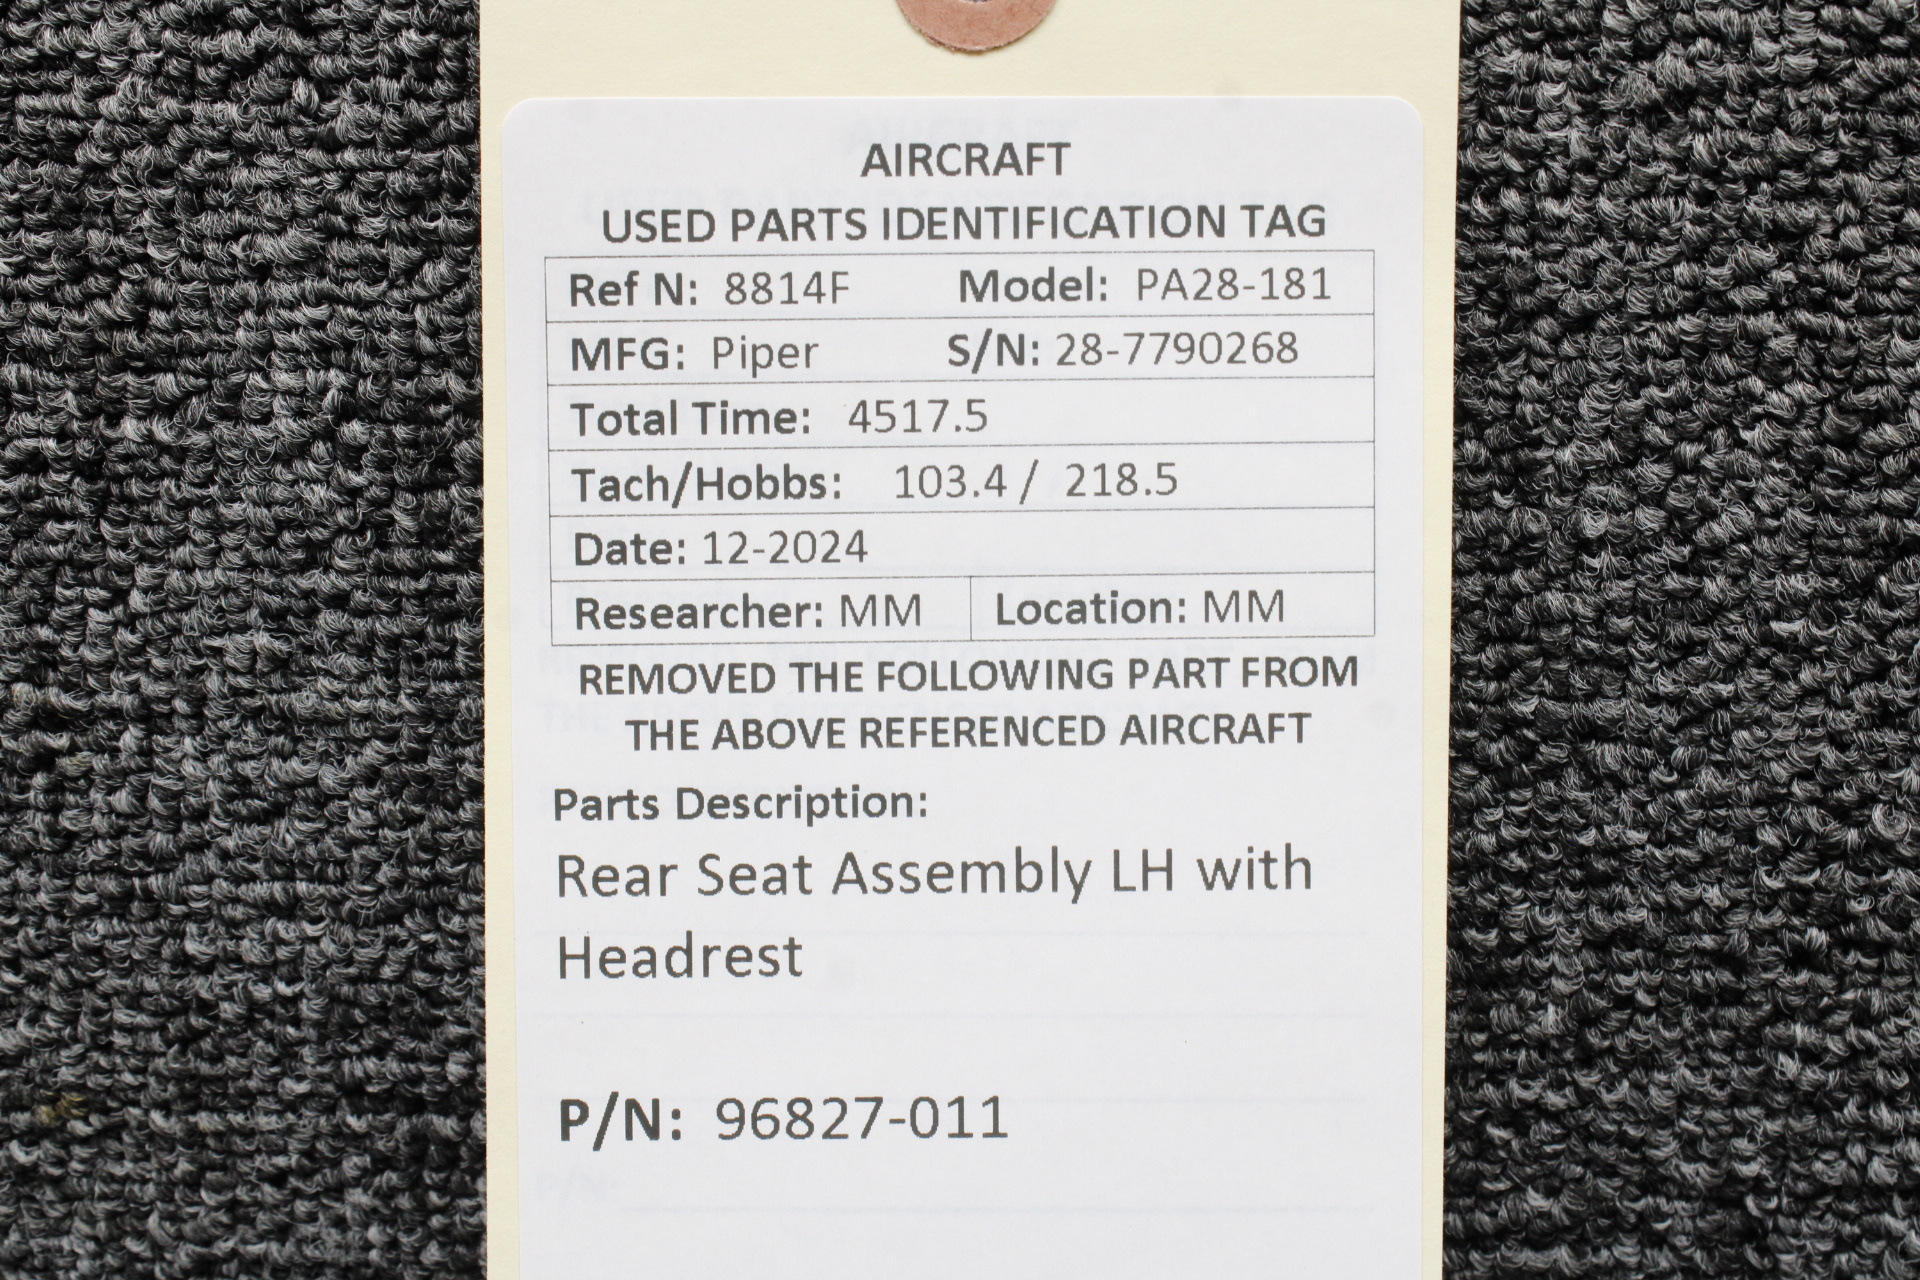 AIRCRAFT
USED PARTS IDENTIFICATION TAG
Ref N: 8814F Model: PA28-181
MFG: Piper S/N: 28-7790268
Total Time: 4517.5
Tach/Hobbs: 103.4 / 218.5
Date: 12-2024
Researcher: MM Location: MM
REMOVED THE FOLLOWING PART FROM
THE ABOVE REFERENCED AIRCRAFT
Parts Description:
Rear Seat Assembly LH with
Headrest
P/N: 96827-011